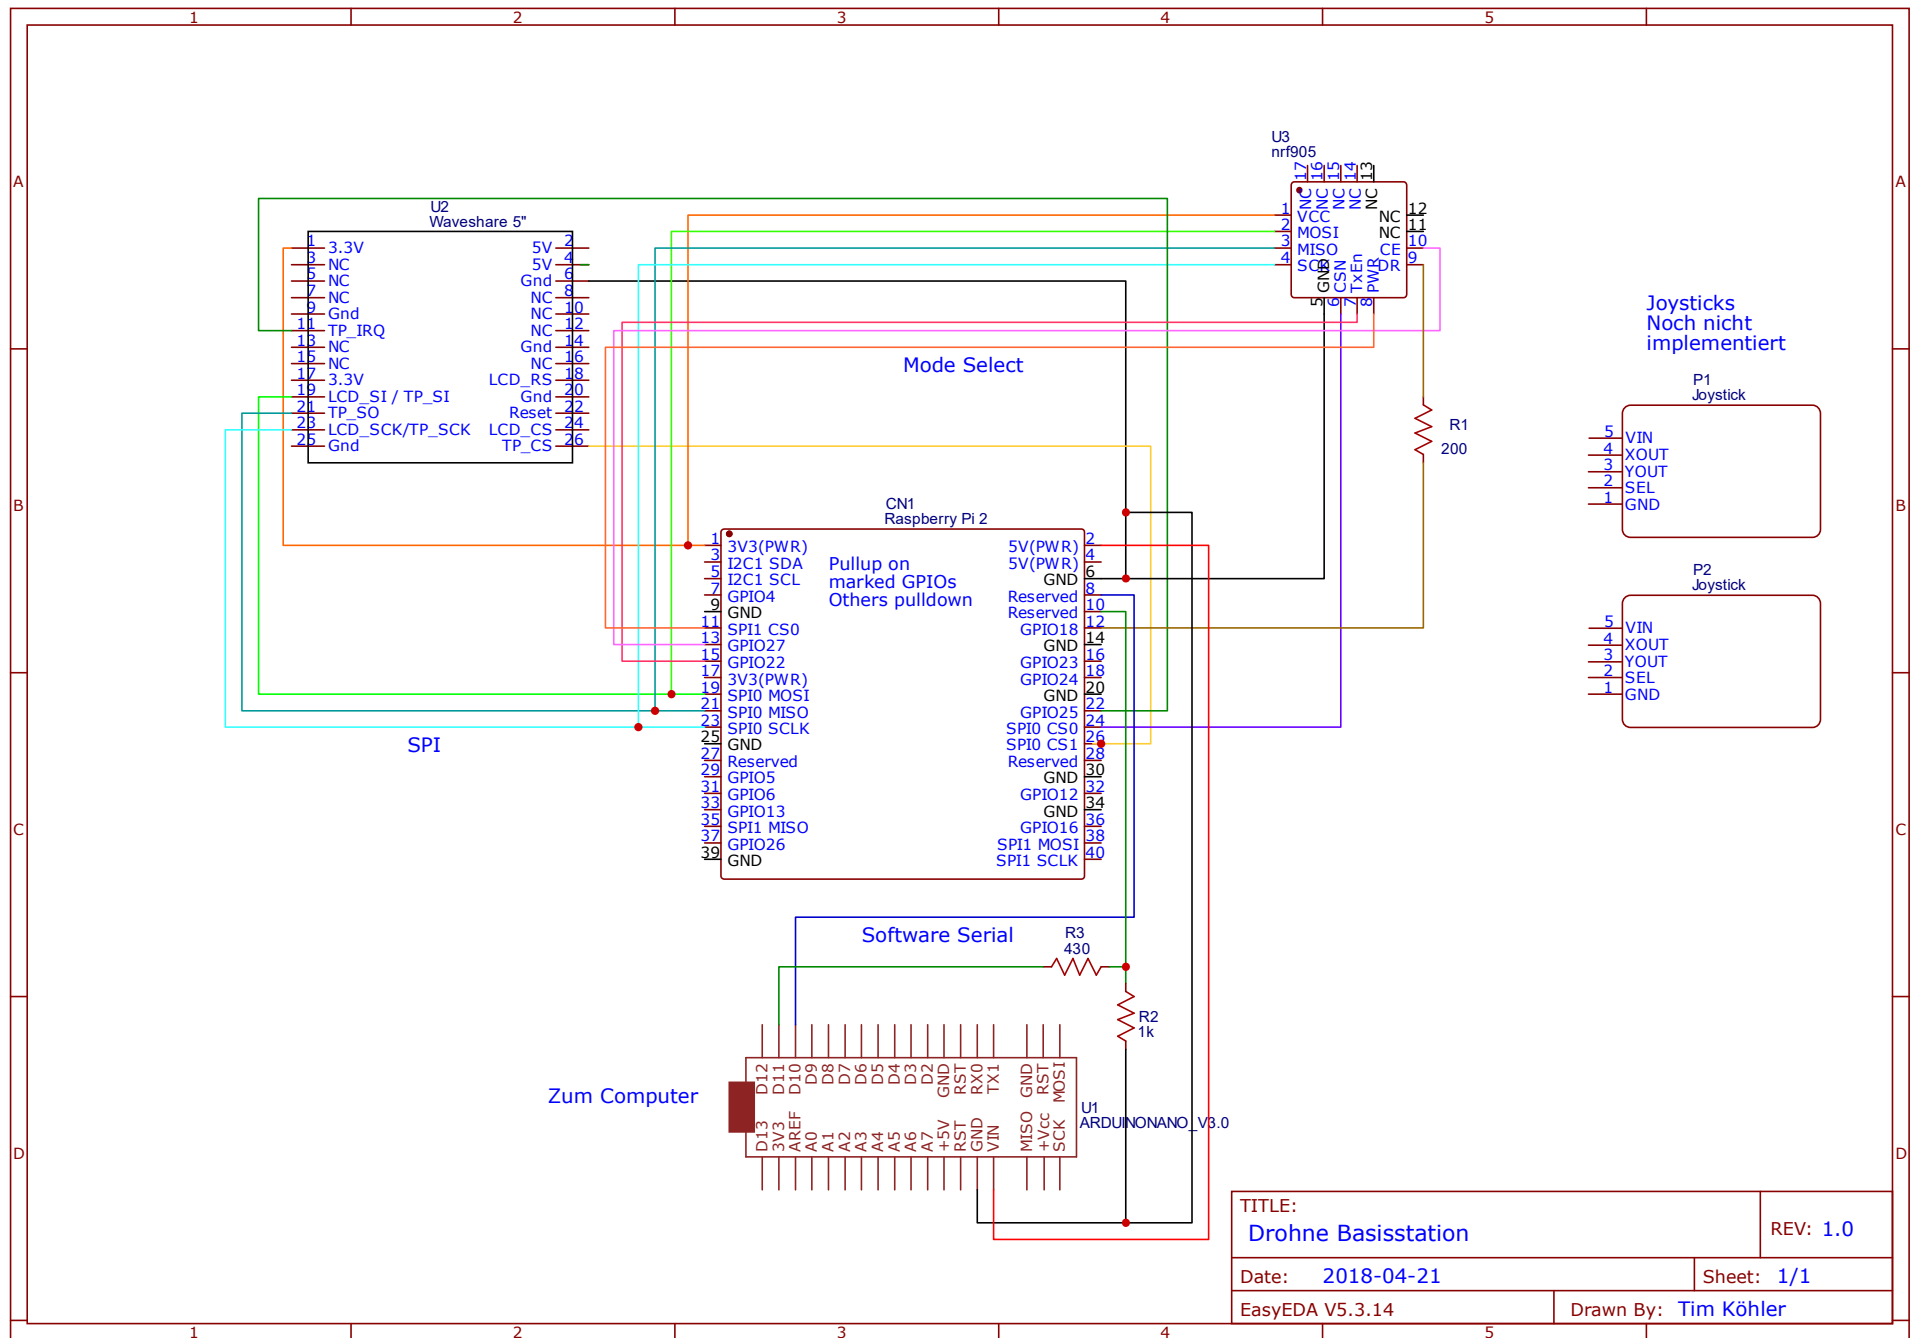 1 2 3 4 5
A
B
C
D
A
B
C
D
U3
nrf905
17
16
15
14
13
NC
NC
NC
NC
NC
1 VCC
2 MOSI
3 MISO
4 SCK
12 NC
11 NC
10 CE
9 DR
GND
CSN
TxEn
PWR
5
6
7
8
U2
Waveshare 5"
1 3.3V
3 NC
5 NC
7 NC
9 Gnd
11 TP_IRQ
13 NC
15 NC
17 3.3V
19 LCD_SI / TP_SI
21 TP_SO
23 LCD_SCK/TP_SCK
25 Gnd
5V 2
5V 4
Gnd 6
NC 8
NC 10
NC 12
Gnd 14
NC 16
LCD_RS 18
Gnd 20
Reset 22
LCD_CS 24
TP_CS 26
Mode Select
Joysticks
Noch nicht
implementiert
R1
200
P1
Joystick
5 VIN
4 XOUT
3 YOUT
2 SEL
1 GND
P2
Joystick
5 VIN
4 XOUT
3 YOUT
2 SEL
1 GND
CN1
Raspberry Pi 2
Pullup on
marked GPIOs
Others pulldown
1 3V3(PWR)
3 I2C1 SDA
5 I2C1 SCL
7 GPIO4
9 GND
11 SPI1 CS0
13 GPIO27
15 GPIO22
17 3V3(PWR)
19 SPI0 MOSI
21 SPI0 MISO
23 SPI0 SCLK
25 GND
27 Reserved
29 GPIO5
31 GPIO6
33 GPIO13
35 SPI1 MISO
37 GPIO26
39 GND
5V(PWR) 2
5V(PWR) 4
GND 6
Reserved 8
Reserved 10
GPIO18 12
GND 14
GPIO23 16
GPIO24 18
GND 20
GPIO25 22
SPI0 CS0 24
SPI0 CS1 26
Reserved 28
GND 30
GPIO12 32
GND 34
GPIO16 36
SPI1 MOSI 38
SPI1 SCLK 40
SPI
Software Serial
R3
430
R2
1k
Zum Computer
D12
D11
D10
D9
D8
D7
D6
D5
D4
D3
D2
GND
RST
RX0
TX1
GND
RST
MOSI
D13
3V3
AREF
A0
A1
A2
A3
A4
A5
A6
A7
+5V
RST
GND
VIN
MISO
+Vcc
SCK
U1
ARDUINONANO_V3.0
TITLE:
Drohne Basisstation
REV: 1.0
Date: 2018-04-21
Sheet: 1/1
EasyEDA V5.3.14
Drawn By: Tim Köhler
1 2 3 4 5